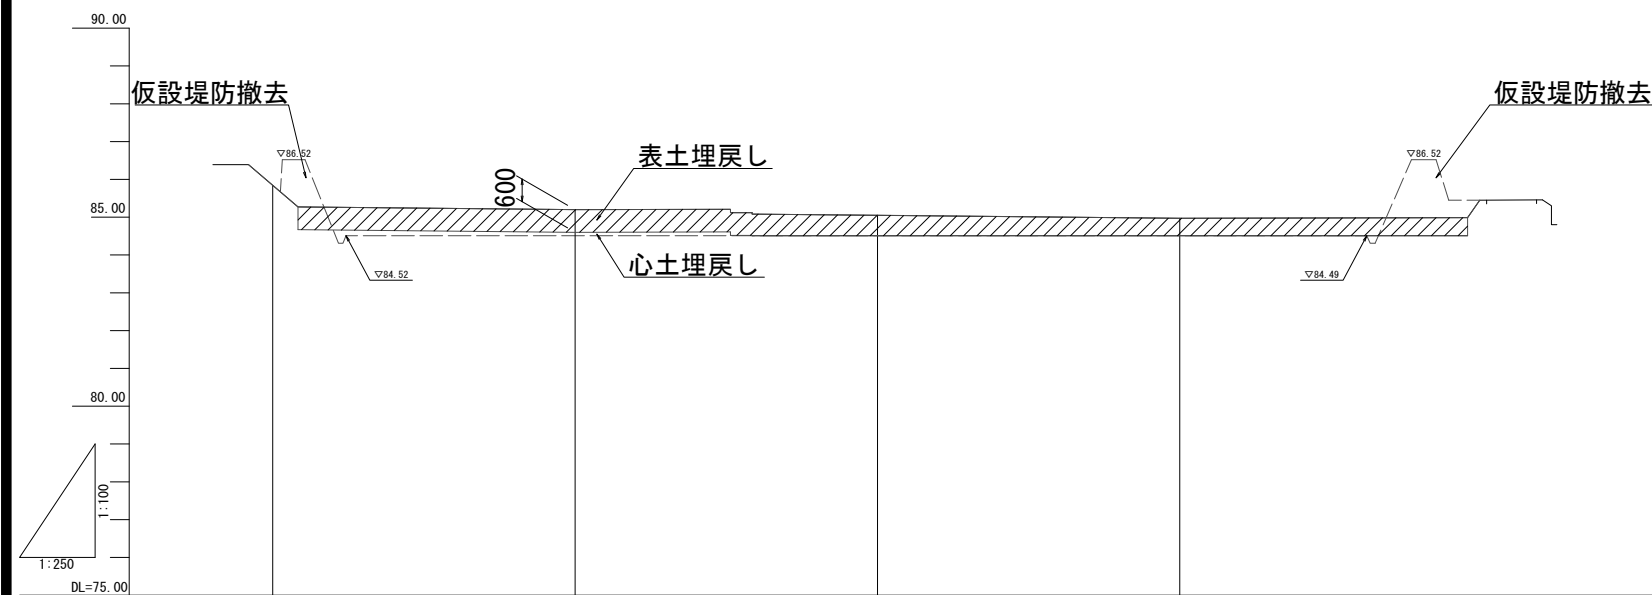 90.00
仮設堤防撤去
仮設堤防撤去
▽86.52
▽86.52
表土埋戻し
600
85.00
心土埋戻し
▽84.52
▽84.49
80.00
1:100
1:250
DL=75.00